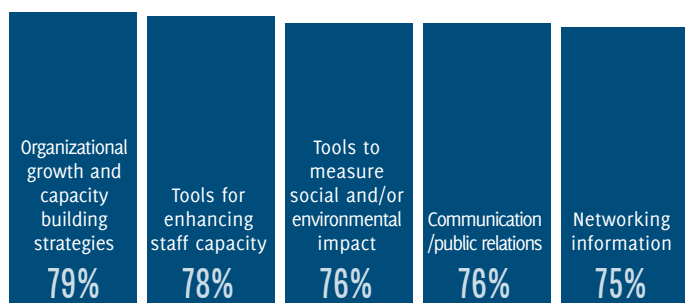 Organizational
growth and
capacity
building
strategies
79%
Tools for
enhancing
staff capacity
78%
Tools to
measure
social and/or
environmental
impact
76%
Communication
/public relations
76%
Networking
information
75%